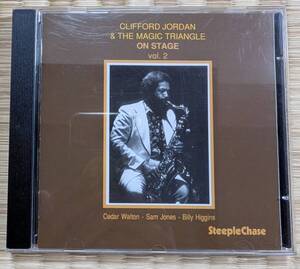 CLIFFORD JORDAN
& THE MAGIC TRIANGLE
ON STAGE
vol. 2
Cedar Walton - Sam Jones - Billy Higgins
SteepleChase